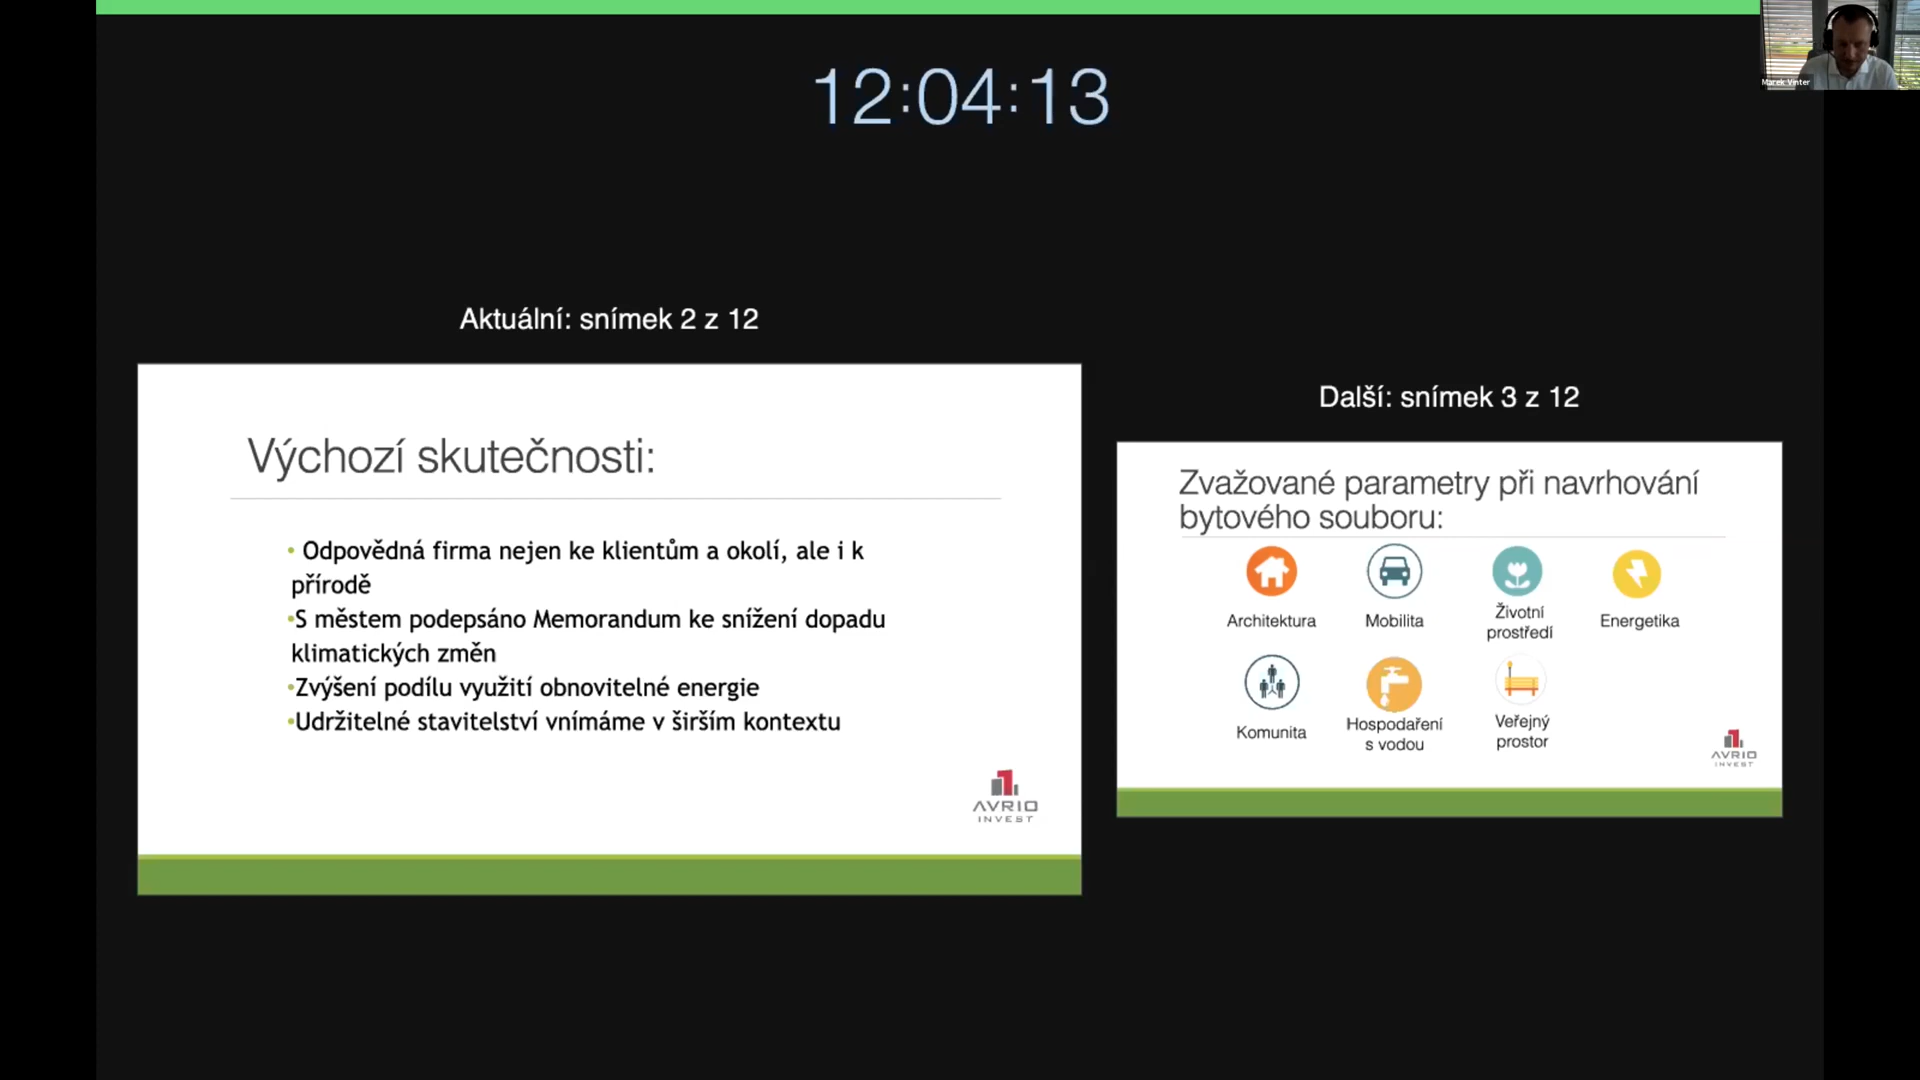 12:04:13
Marek Vinter
Aktuální: snímek 2 z 12
Výchozí skutečnosti:
• Odpovědná firma nejen ke klientům a okolí, ale i k
přírodě
•S městem podepsáno Memorandum ke snížení dopadu
klimatických změn
•Zvýšení podílu využití obnovitelné energie
•Udržitelné stavitelství vnímáme v širším kontextu
AVRIO
INVEST
Další: snímek 3 z 12
Zvažované parametry při navrhování
bytového souboru:
Architektura
Mobilita
Životní
prostředí
Energetika
Komunita
Hospodaření
s vodou
Veřejný
prostor
AVRIO
INVEST